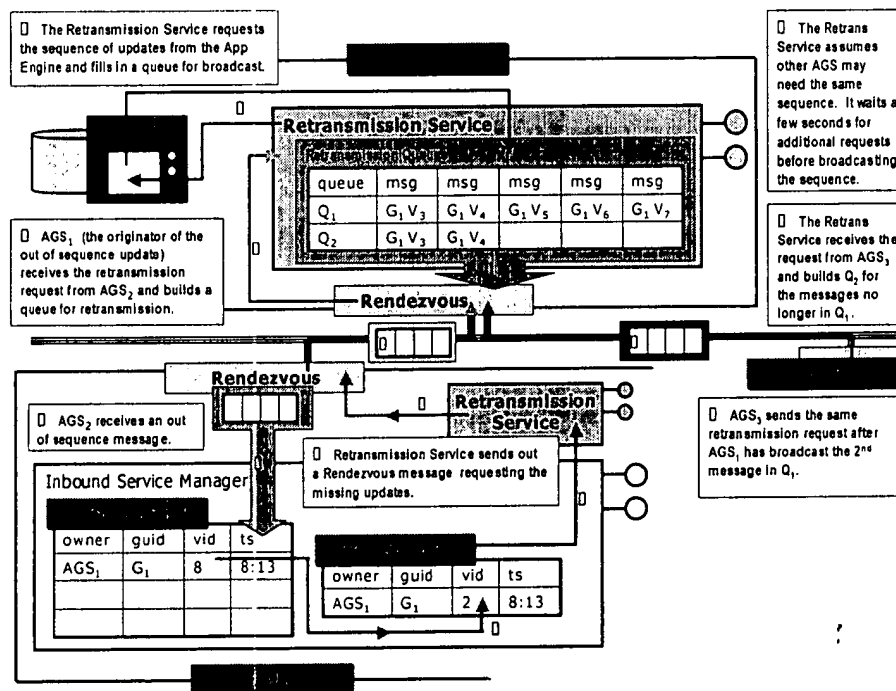 ▯ The Retransmission Service requests
the sequence of updates from the App
Engine and fills in a queue for broadcast.
▯ The Retrans
Service assumes
other AGS may
need the same
sequence. It waits a
few seconds for
additional requests
before broadcasting
the sequence.
▯
Retransmission Service
Retransmission Queue
queue msg msg msg msg msg
Q₁ G₁ V₃ G₁ V₄ G₁ V₅ G₁ V₆ G₁ V₇
Q₂ G₁ V₃ G₁ V₄
▯ AGS₁ (the originator of the
out of sequence update)
receives the retransmission
request from AGS₂ and builds a
queue for retransmission.
▯
▯ The Retrans
Service receives the
request from AGS₃
and builds Q₂ for
the messages no
longer in Q₁.
Rendezvous
▯
▯
Rendezvous
▯ AGS₂ receives an out
of sequence message.
▯
Retransmission
Service
▯ AGS₃ sends the same
retransmission request after
AGS₁ has broadcast the 2nd
message in Q₁.
▯ Retransmission Service sends out
a Rendezvous message requesting the
missing updates.
▯
Inbound Service Manager
▯
owner guid vid ts
AGS₁ G₁ 8 8:13
owner guid vid ts
AGS₁ G₁ 2 8:13
▯